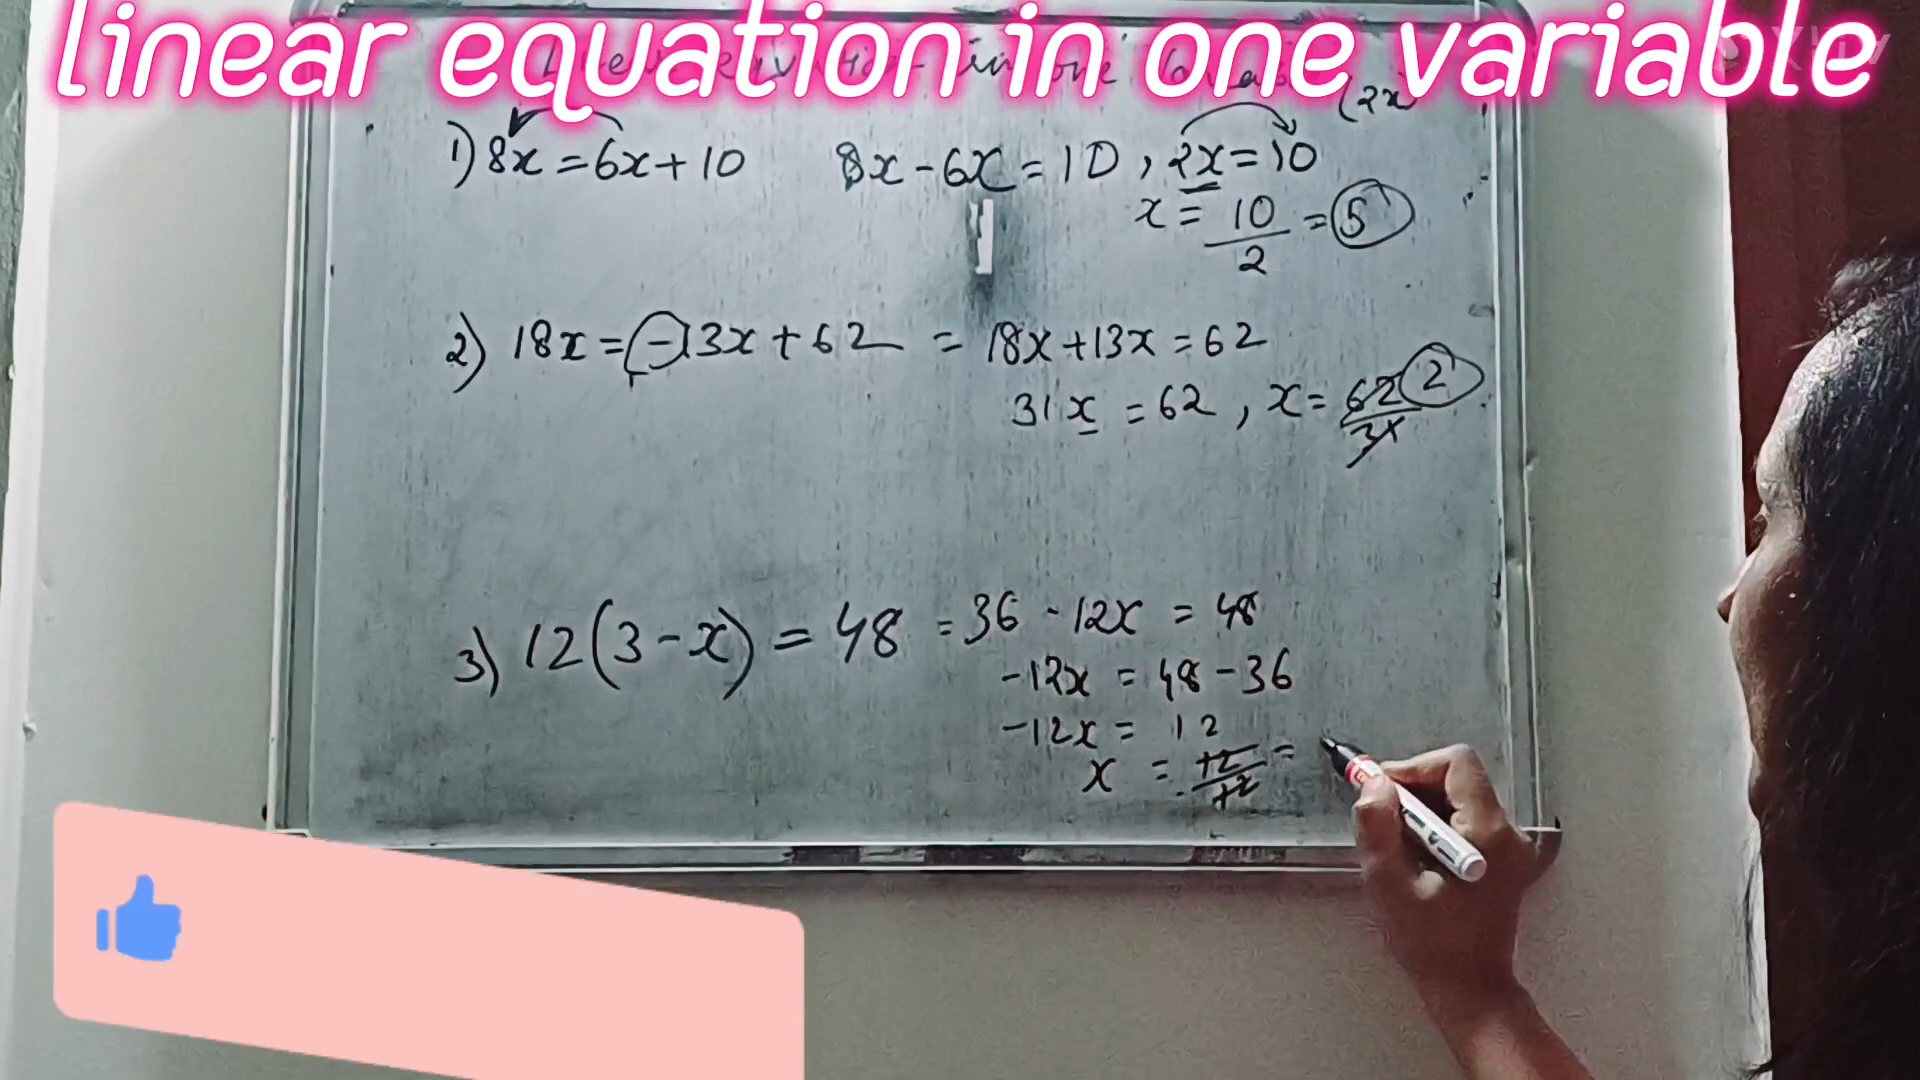 linear equation in one variable
(2x)
1) 8x = 6x + 10 8x - 6x = 10 , 2x = 10
x = 10/2 = 5
2) 18x = -13x + 62 = 18x + 13x = 62
31x = 62 , x = 62/31 2
3) 12(3 - x) = 48 = 36 - 12x = 48
-12x = 48 - 36
-12x = 12
x = 12/-12 =